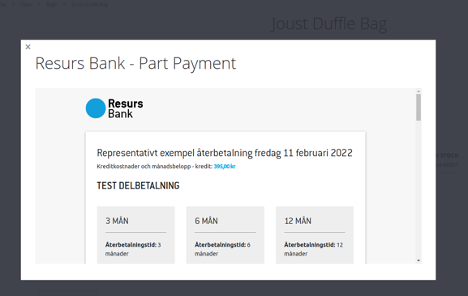 Joust Duffle Bag
x
Resurs Bank - Part Payment
Resurs
Bank
Representativt exempel återbetalning fredag 11 februari 2022
Kreditkostnader och månadsbelopp - kredit: 395,00 kr
TEST DELBETALNING
3 MÅN 6 MÅN 12 MÅN
Återbetalningstid: 3 Återbetalningstid: 6 Återbetalningstid: 12
månader månader månader